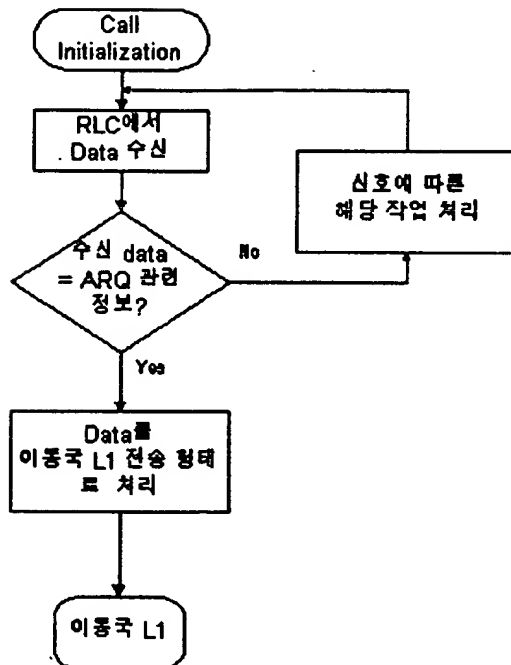 Call
Initialization
RLC에서
Data 수신
신호에 따른
해당 작업 처리
수신 data
= ARQ 관련
정보?
No
Yes
Data를
이동국 L1 전송 형태
로 처리
이동국 L1